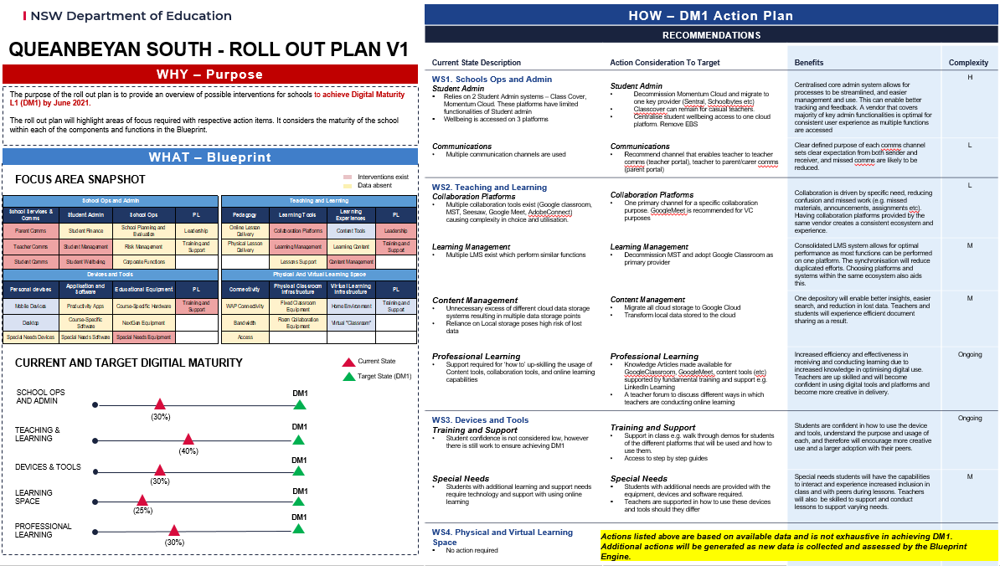 NSW Department of Education
QUEANBEYAN SOUTH - ROLL OUT PLAN V1
WHY – Purpose
The purpose of the roll out plan is to provide an overview of possible interventions for schools to achieve Digital Maturity
L1 (DM1) by June 2021.
The roll out plan will highlight areas of focus required with respective action items. It considers the maturity of the school
within each of the components and functions in the Blueprint.
WHAT – Blueprint
FOCUS AREA SNAPSHOT
Interventions exist
Data absent
School Ops and Admin
School Services &
Comms
Student Admin
School Ops
PL
Parent Comms
Student Finance
School Planning and
Evaluation
Leadership
Teacher Comms
Student Management
Risk Management
Training and
Support
Student Comms
Student Wellbeing
Corporate Functions
Teaching and Learning
Pedagogy
Learning Tools
Learning
Experiences
PL
Online Lesson
Delivery
Collaboration Platforms
Content Tools
Leadership
Physical Lesson
Delivery
Learning Management
Learning Content
Training and
Support
Lessons Support
Content Management
Devices and Tools
Personal devices
Application and
Software
Educational Equipment
PL
Mobile Devices
Productivity Apps
Course-Specific Hardware
Training and
Support
Desktop
Course-Specific
Software
NextGen Equipment
Special Needs Devices
Special Needs Software
Special Needs Equipment
Physical And Virtual Learning Space
Connectivity
Physical Classroom
Infrastructure
Virtual Learning
Infrastructure
PL
WAP Connectivity
Fixed Classroom
Equipment
Home Environment
Training and
Support
Bandwidth
Room Collaboration
Equipment
Virtual "Classroom"
Access
CURRENT AND TARGET DIGITIAL MATURITY
Current State
Target State (DM1)
SCHOOL OPS
AND ADMIN
(30%)
DM1
TEACHING &
LEARNING
(40%)
DM1
DEVICES & TOOLS
(30%)
DM1
LEARNING
SPACE
(25%)
DM1
PROFESSIONAL
LEARNING
(30%)
DM1
HOW – DM1 Action Plan
RECOMMENDATIONS
Current State Description
Action Consideration To Target
Benefits
Complexity
WS1. Schools Ops and Admin
Student Admin
• Relies on 2 Student Admin systems – Class Cover,
Momentum Cloud. These platforms have limited
functionalities of Student admin
• Wellbeing is accessed on 3 platforms
Student Admin
• Decommission Momentum Cloud and migrate to
one key provider (Sentral, Schoolbytes etc)
• Classcover can remain for casual teachers.
• Centralise student wellbeing access to one cloud
platform. Remove EBS
Centralised core admin system allows for
processes to be streamlined, and easier
management and use. This can enable better
tracking and feedback. A vendor that covers
majority of key admin functionalities is optimal for
consistent user experience as multiple functions
are accessed
H
Communications
• Multiple communication channels are used
Communications
• Recommend channel that enables teacher to teacher
comms (teacher portal), teacher to parent/carer comms
(parent portal)
Clear defined purpose of each comms channel
sets clear expectation from both sender and
receiver, and missed comms are likely to be
reduced.
L
WS2. Teaching and Learning
Collaboration Platforms
• Multiple collaboration tools exist (Google classroom,
MST, Seesaw, Google Meet, AdobeConnect)
causing complexity in choice and utilisation.
Collaboration Platforms
• One primary channel for a specific collaboration
purpose. GoogleMeet is recommended for VC
purposes
Collaboration is driven by specific need, reducing
confusion and missed work (e.g. missed
materials, announcements, assignments etc).
Having collaboration platforms provided by the
same vendor creates a consistent ecosystem and
experience.
L
Learning Management
• Multiple LMS exist which perform similar functions
Learning Management
• Decommission MST and adopt Google Classroom as
primary provider
Consolidated LMS system allows for optimal
performance as most functions can be performed
on one platform. The synchronisation will reduce
duplicated efforts. Choosing platforms and
systems within the same ecosystem also aids
this.
M
Content Management
• Unnecessary excess of different cloud data storage
systems resulting in multiple data storage points
• Reliance on Local storage poses high risk of lost
data
Content Management
• Migrate all cloud storage to Google Cloud
• Transform local data stored to the cloud
One depository will enable better insights, easier
search, and reduction in lost data. Teachers and
students will experience efficient document
sharing as a result.
M
Professional Learning
• Support required for 'how to' up-skilling the usage of
Content tools, collaboration tools, and online learning
capabilities
Professional Learning
• Knowledge Articles made available for
GoogleClassroom, GoogleMeet, content tools (etc)
supported by fundamental training and support e.g.
LinkedIn Learning
• A teacher forum to discuss different ways in which
teachers are conducting online learning
Increased efficiency and effectiveness in
receiving and conducting learning due to
increased knowledge in optimising digital use.
Teachers are up skilled and will become
confident in using digital tools and platforms and
become more creative in delivery.
Ongoing
WS3. Devices and Tools
Training and Support
• Student confidence is not considered low, however
there is still work to ensure achieving DM1
Training and Support
• Support in class e.g. walk through demos for students
of the different platforms that will be used and how to
use them.
• Access to step by step guides
Students are confident in how to use the device
and tools, understand the purpose and usage of
each, and therefore will encourage more creative
use and a larger adoption with their peers.
Ongoing
Special Needs
• Students with additional learning and support needs
require technology and support with using online
learning
Special Needs
• Students with additional needs are provided with the
equipment, devices and software required.
• Teachers are supported in how to use these devices
and tools should they differ
Special needs students will have the capabilities
to interact and experience increased inclusion in
class and with peers during lessons. Teachers
will also be skilled to support and conduct
lessons to support varying needs.
M
WS4. Physical and Virtual Learning
Space
• No action required
Actions listed above are based on available data and is not exhaustive in achieving DM1.
Additional actions will be generated as new data is collected and assessed by the Blueprint
Engine.